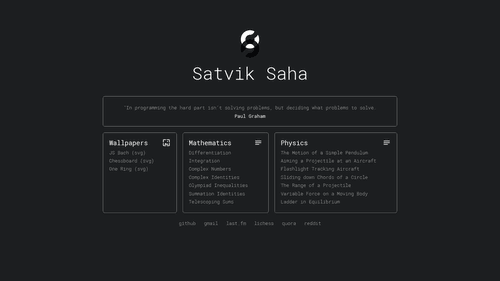 Satvik Saha
"In programming the hard part isn't solving problems, but deciding what problems to solve.
Paul Graham
Wallpapers
JS Bach (svg)
Chessboard (svg)
One Ring (svg)
Mathematics
Differentiation
Integration
Complex Numbers
Complex Identities
Olympiad Inequalities
Summation Identities
Telescoping Sums
Physics
The Motion of a Simple Pendulum
Aiming a Projectile at an Aircraft
Flashlight Tracking Aircraft
Sliding down Chords of a Circle
The Range of a Projectile
Variable Force on a Moving Body
Ladder in Equilibrium
github gmail last.fm lichess quora reddit